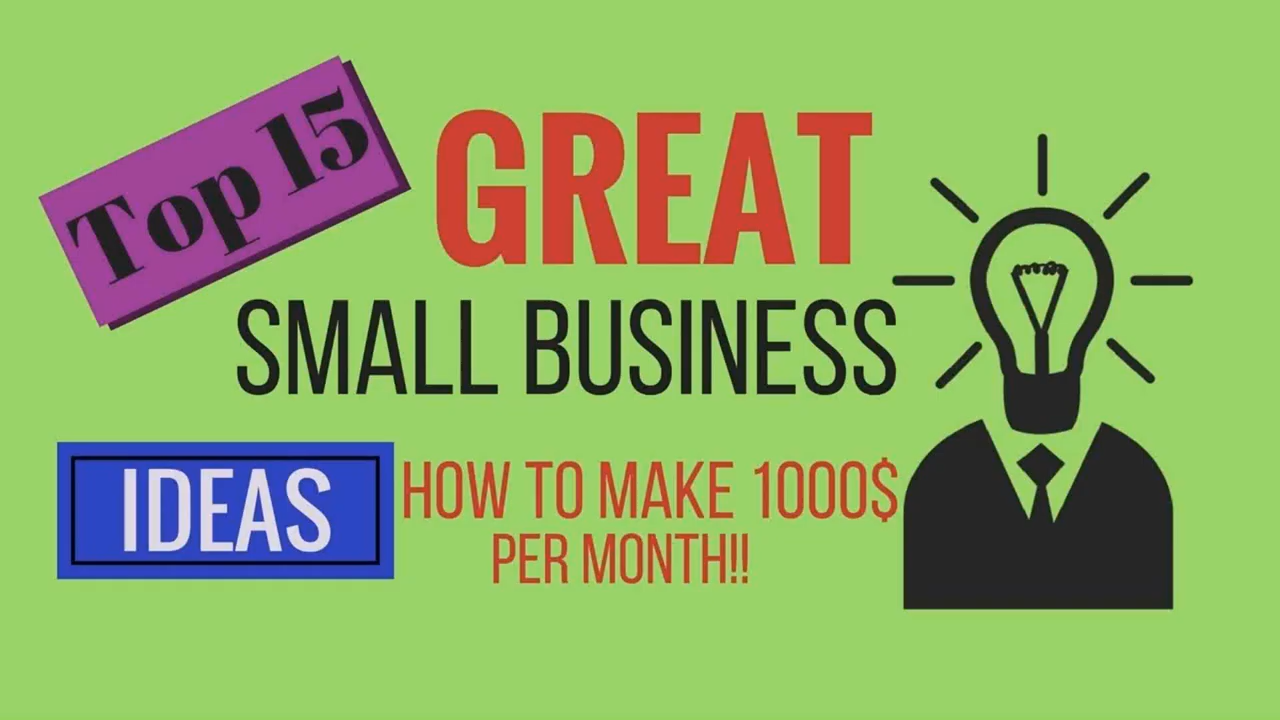 Top 15
GREAT
SMALL BUSINESS
IDEAS
HOW TO MAKE 1000$
PER MONTH!!